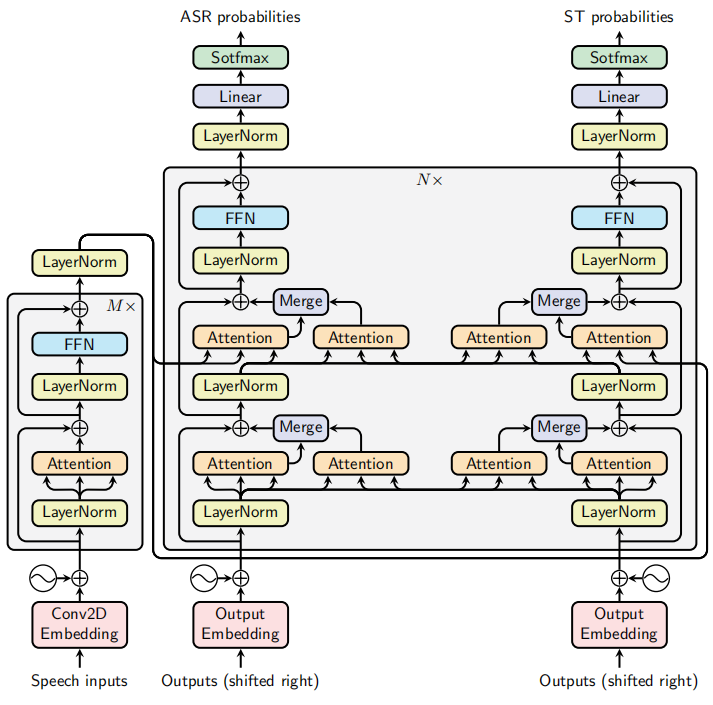 ASR probabilities
ST probabilities
Sotfmax
Sotfmax
Linear
Linear
LayerNorm
LayerNorm
N×
FFN
FFN
LayerNorm
LayerNorm
LayerNorm
Merge
Merge
M×
Attention
Attention
Attention
Attention
FFN
LayerNorm
LayerNorm
LayerNorm
Merge
Merge
Attention
Attention
Attention
Attention
Attention
LayerNorm
LayerNorm
LayerNorm
Conv2D
Embedding
Output
Embedding
Output
Embedding
Speech inputs
Outputs (shifted right)
Outputs (shifted right)